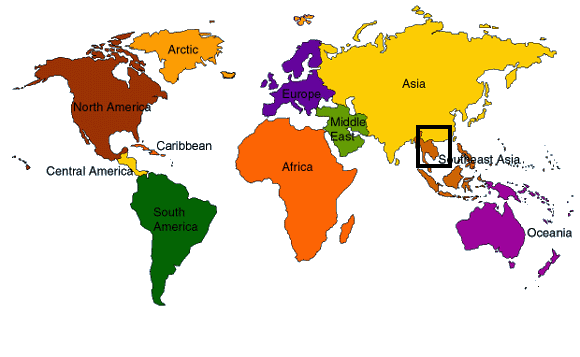 Arctic
Asia
Europe
North America
Middle
East
Caribbean
Southeast Asia
Africa
Central America
South
America
Oceania